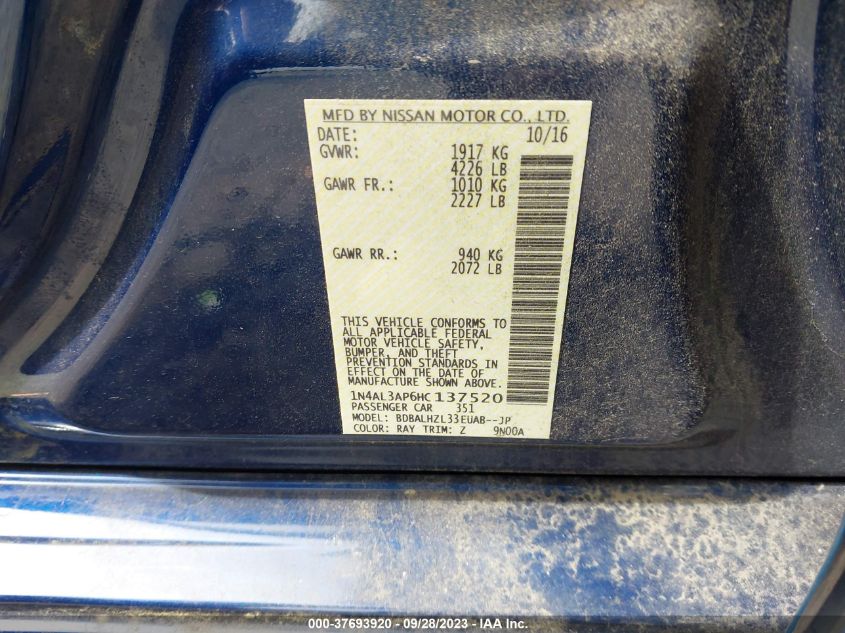 MFD BY NISSAN MOTOR CO., LTD.
DATE: 10/16
GVWR: 1917 KG
4226 LB
GAWR FR.: 1010 KG
2227 LB
GAWR RR.: 940 KG
2072 LB
THIS VEHICLE CONFORMS TO
ALL APPLICABLE FEDERAL
MOTOR VEHICLE SAFETY,
BUMPER, AND THEFT
PREVENTION STANDARDS IN
EFFECT ON THE DATE OF
MANUFACTURE SHOWN ABOVE.
1N4AL3AP6HC 137520
PASSENGER CAR 351
MODEL: BDBALHZL33EUAB--JP
COLOR: RAY TRIM: Z 9N00A
000-37693920 - 09/28/2023 - IAA Inc.